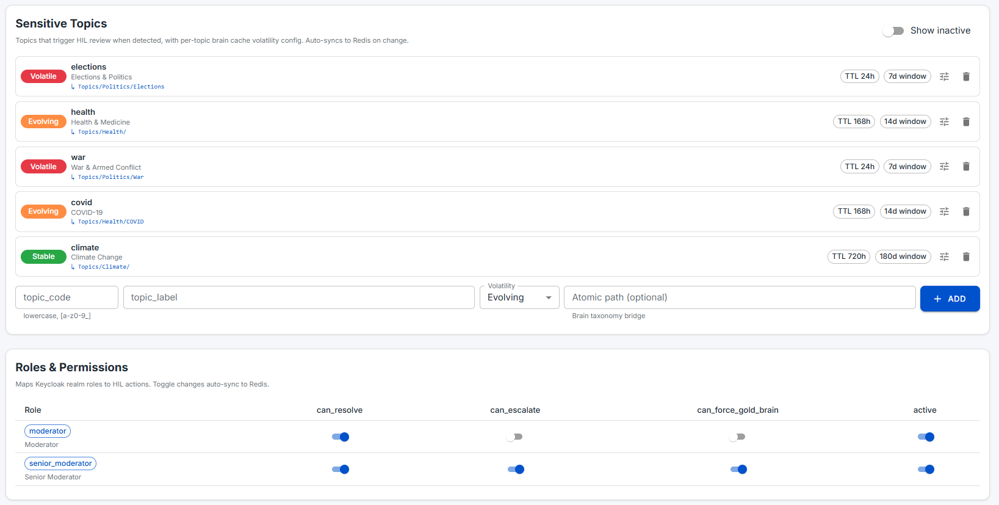 Sensitive Topics
Topics that trigger HIL review when detected, with per-topic brain cache volatility config. Auto-syncs to Redis on change.
Show inactive
Volatile
elections
Elections & Politics
↳ Topics/Politics/Elections
TTL 24h
7d window
Evolving
health
Health & Medicine
↳ Topics/Health/
TTL 168h
14d window
Volatile
war
War & Armed Conflict
↳ Topics/Politics/War
TTL 24h
7d window
Evolving
covid
COVID-19
↳ Topics/Health/COVID
TTL 168h
14d window
Stable
climate
Climate Change
↳ Topics/Climate/
TTL 720h
180d window
topic_code
lowercase, [a-z0-9_]
topic_label
Volatility
Evolving
Atomic path (optional)
Brain taxonomy bridge
+ ADD
Roles & Permissions
Maps Keycloak realm roles to HIL actions. Toggle changes auto-sync to Redis.
Role can_resolve can_escalate can_force_gold_brain active
moderator
Moderator
senior_moderator
Senior Moderator